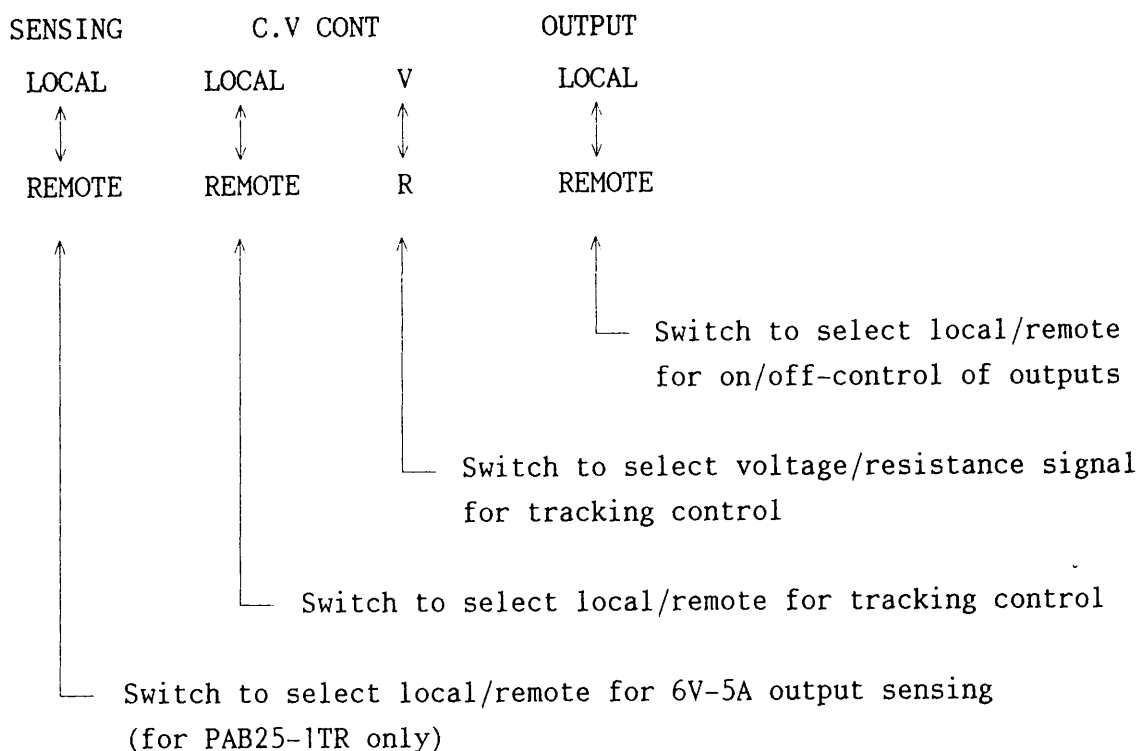 SENSING C.V CONT OUTPUT
LOCAL LOCAL V LOCAL
REMOTE REMOTE R REMOTE
Switch to select local/remote
for on/off-control of outputs
Switch to select voltage/resistance signal
for tracking control
Switch to select local/remote for tracking control
Switch to select local/remote for 6V-5A output sensing
(for PAB25-1TR only)